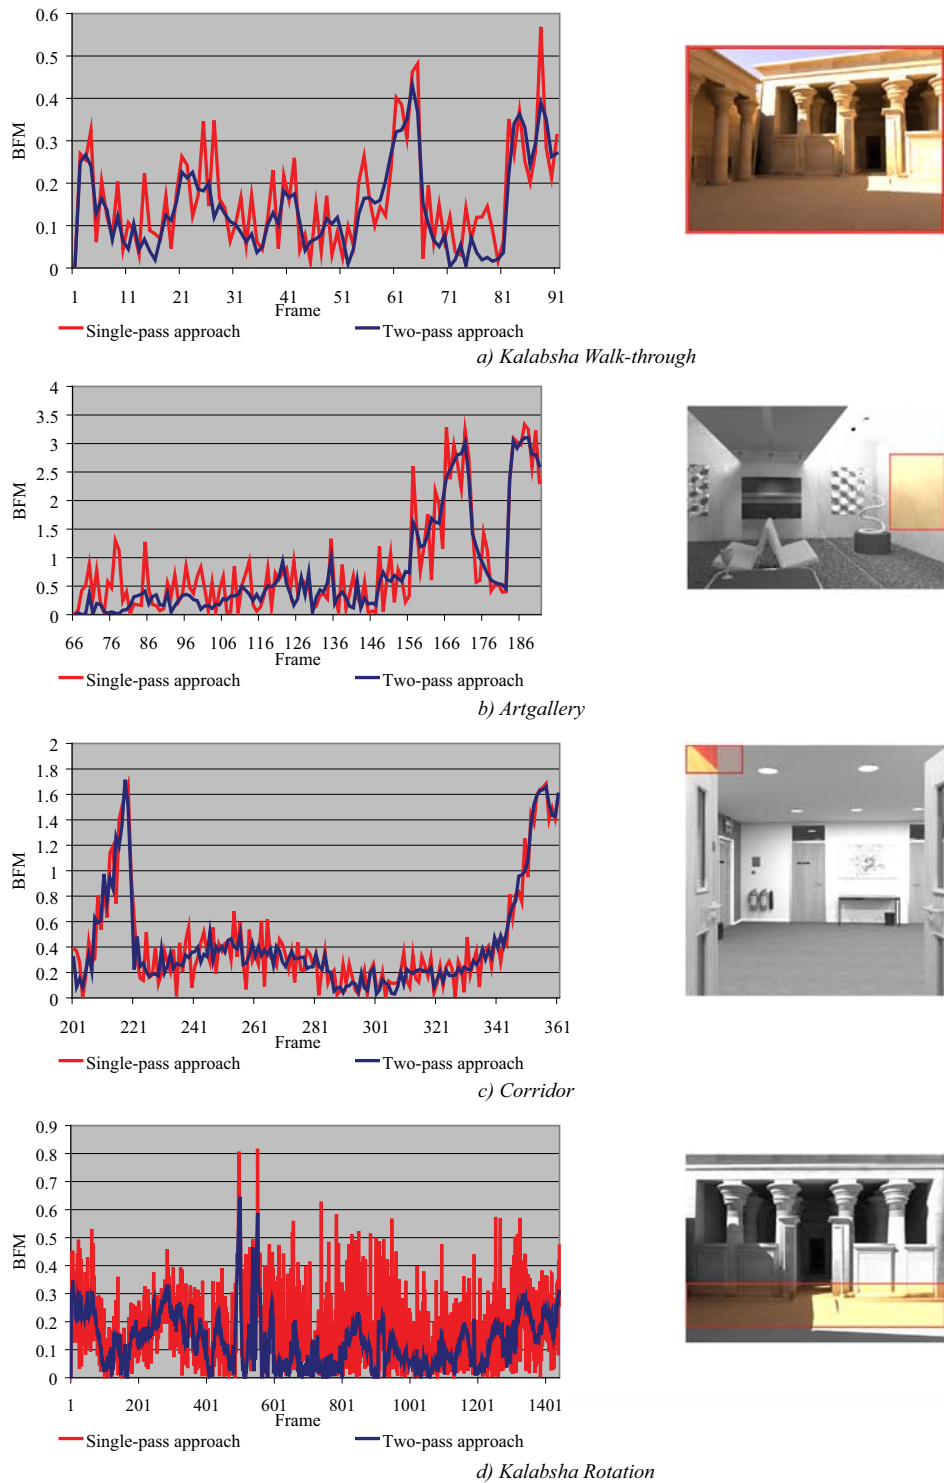 0.6
0.5
0.4
0.3
0.2
0.1
0
BFM
1 11 21 31 41 51 61 71 81 91
Frame
Single-pass approach Two-pass approach
a) Kalabsha Walk-through
4
3.5
3
2.5
2
1.5
1
0.5
0
BFM
66 76 86 96 106 116 126 136 146 156 166 176 186
Frame
Single-pass approach Two-pass approach
b) Artgallery
2
1.8
1.6
1.4
1.2
1
0.8
0.6
0.4
0.2
0
BFM
201 221 241 261 281 301 321 341 361
Frame
Single-pass approach Two-pass approach
c) Corridor
0.9
0.8
0.7
0.6
0.5
0.4
0.3
0.2
0.1
0
BFM
1 201 401 601 801 1001 1201 1401
Frame
Single-pass approach Two-pass approach
d) Kalabsha Rotation